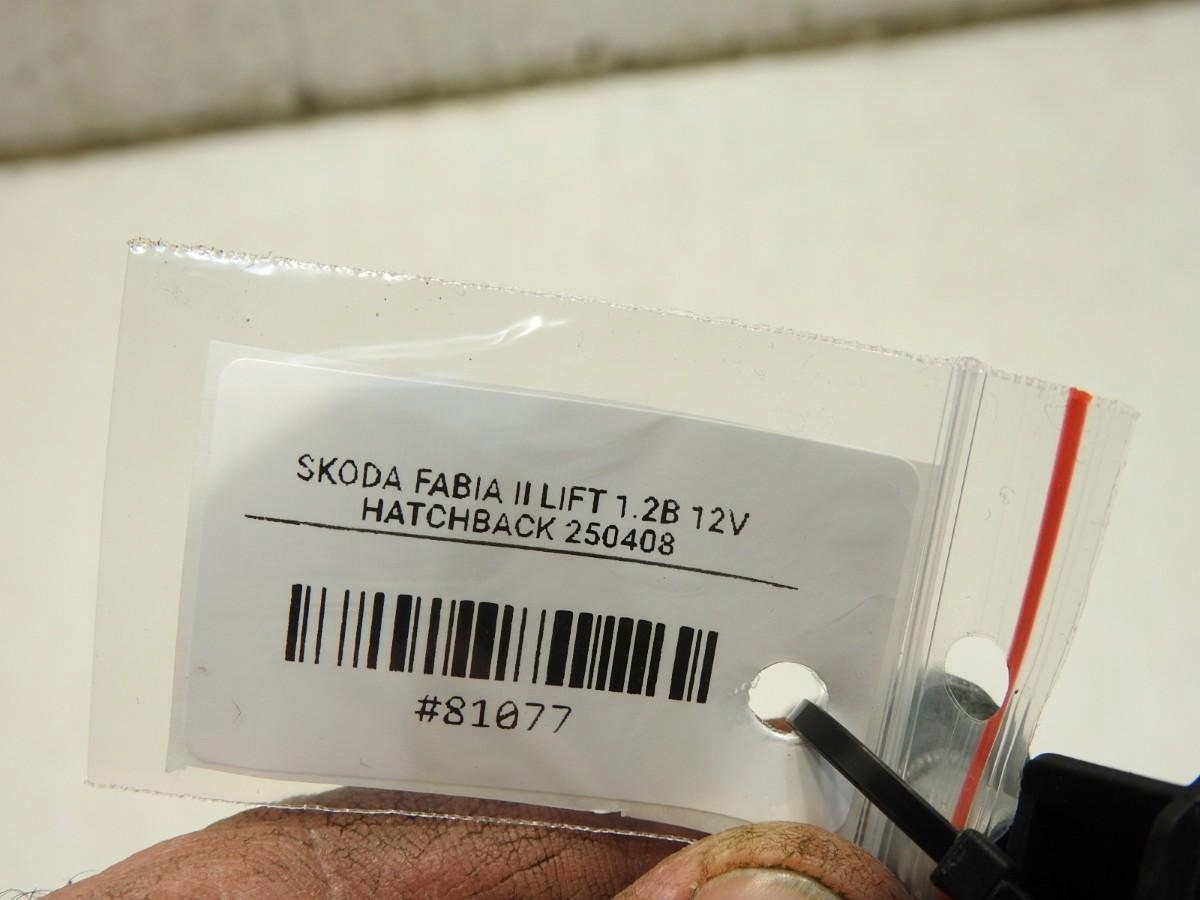 SKODA FABIA II LIFT 1.2B 12V
HATCHBACK 250408
#81077